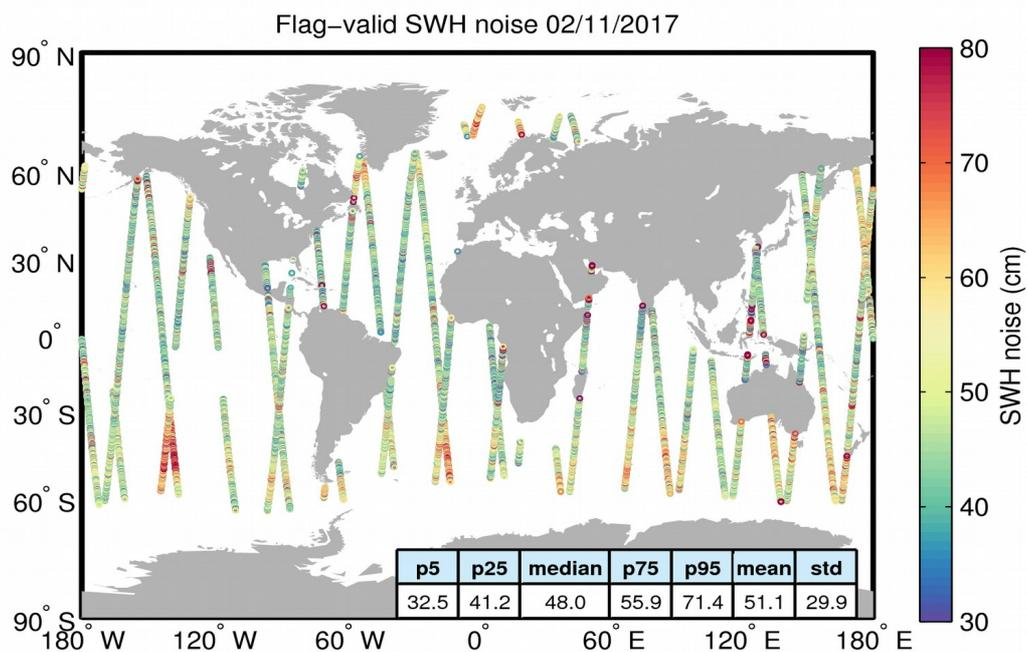 Flag−valid SWH noise 02/11/2017
90° N
60° N
30° N
0°
30° S
60° S
90° S
180° W
120° W
60° W
0°
60° E
120° E
180° E
p5 p25 median p75 p95 mean std
32.5 41.2 48.0 55.9 71.4 51.1 29.9
80
70
60
50
40
30
SWH noise (cm)